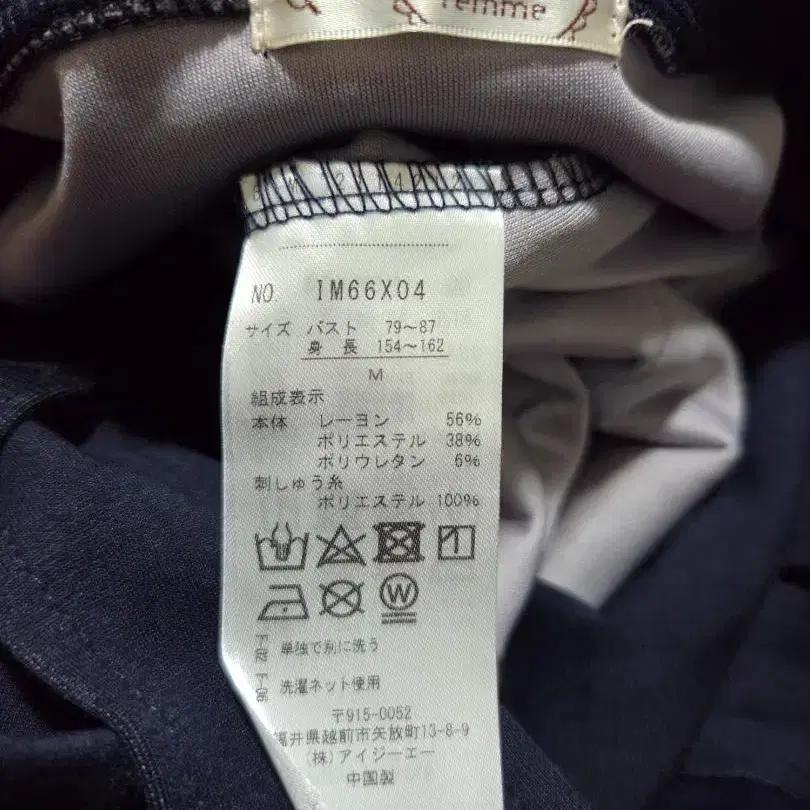 femme
NO. IM66X04
サイズ バスト 79〜87
身 長 154〜162
M
組成表示
本体 レーヨン 56%
ポリエステル 38%
ポリウレタン 6%
刺しゅう糸
ポリエステル 100%
W
単独で別に洗う
洗濯ネット使用
〒915-0052
福井県越前市矢放町13-8-9
(株)アイジーエー
中国製